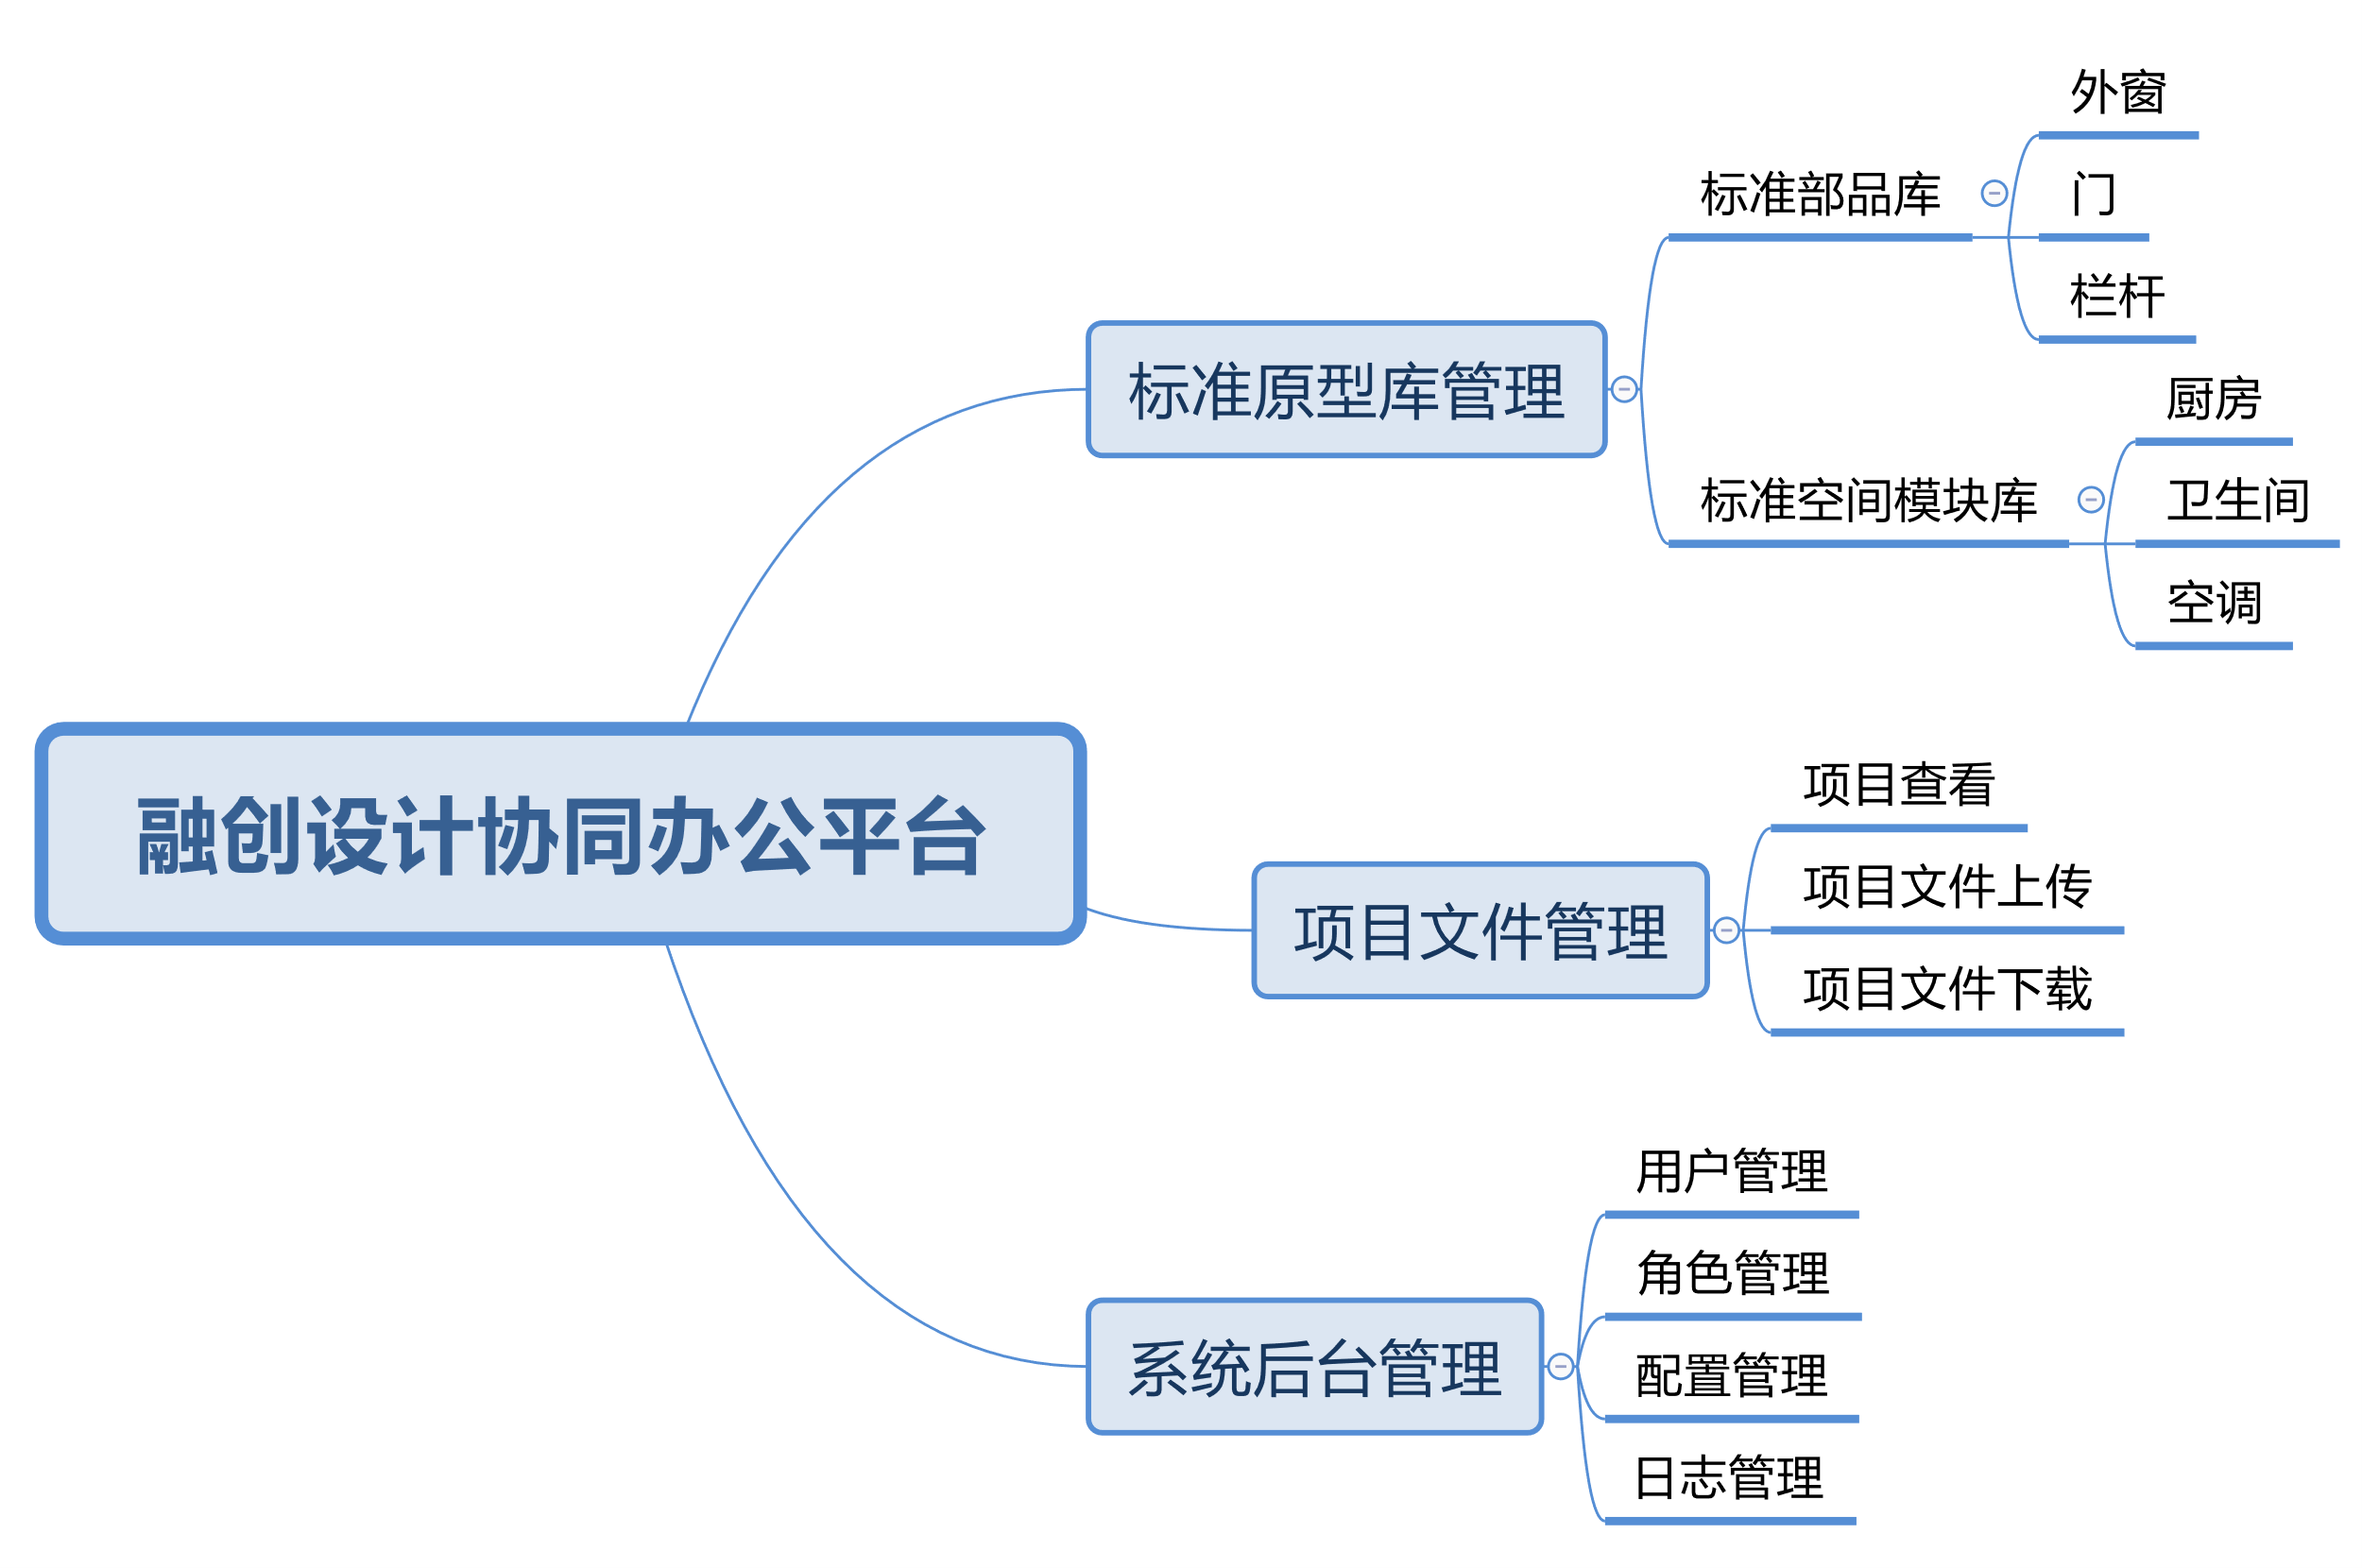 融创设计协同办公平台
标准原型库管理
标准部品库
外窗
门
栏杆
标准空间模块库
厨房
卫生间
空调
项目文件管理
项目查看
项目文件上传
项目文件下载
系统后台管理
用户管理
角色管理
配置管理
日志管理